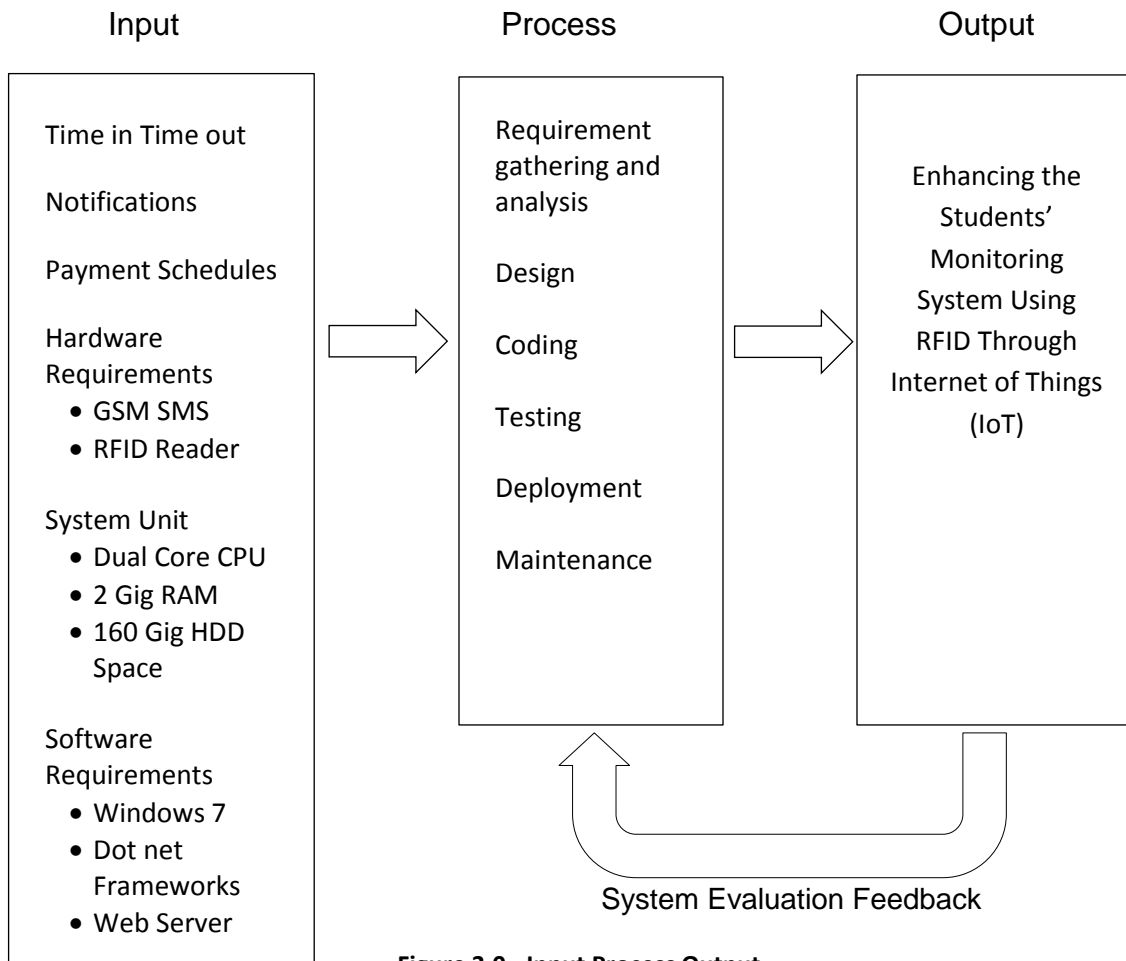 Input
Process
Output
Time in Time out
Notifications
Payment Schedules
Hardware
Requirements
• GSM SMS
• RFID Reader
System Unit
• Dual Core CPU
• 2 Gig RAM
• 160 Gig HDD
Space
Software
Requirements
• Windows 7
• Dot net
Frameworks
• Web Server
Requirement
gathering and
analysis
Design
Coding
Testing
Deployment
Maintenance
Enhancing the
Students’
Monitoring
System Using
RFID Through
Internet of Things
(IoT)
System Evaluation Feedback
Input Process Output